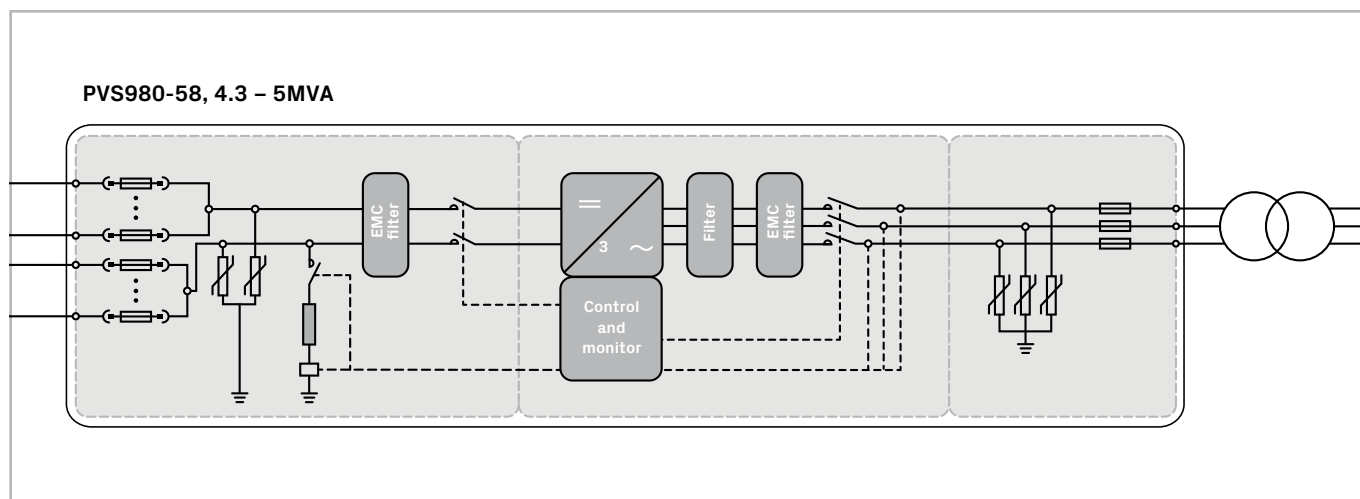 PVS980-58, 4.3 – 5MVA
EMC
filter
3
Filter
EMC
filter
Control
and
monitor